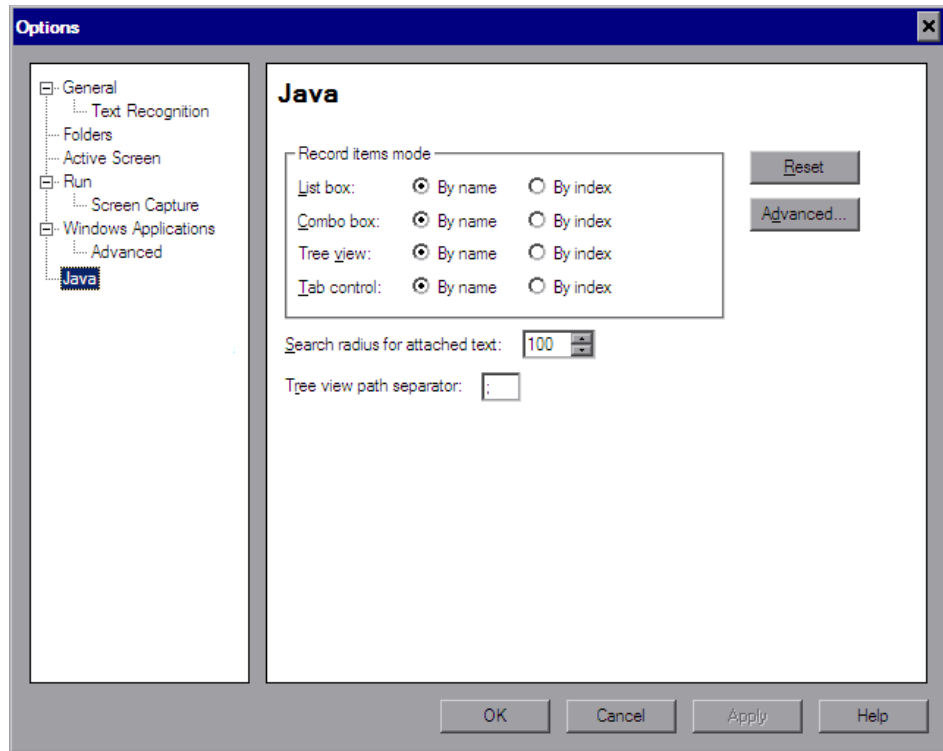 Options
General
Text Recognition
Folders
Active Screen
Run
Screen Capture
Windows Applications
Advanced
Java
Java
Record items mode
List box: By name By index
Combo box: By name By index
Tree view: By name By index
Tab control: By name By index
Reset
Advanced...
Search radius for attached text: 100
Tree view path separator: ;
OK Cancel Apply Help